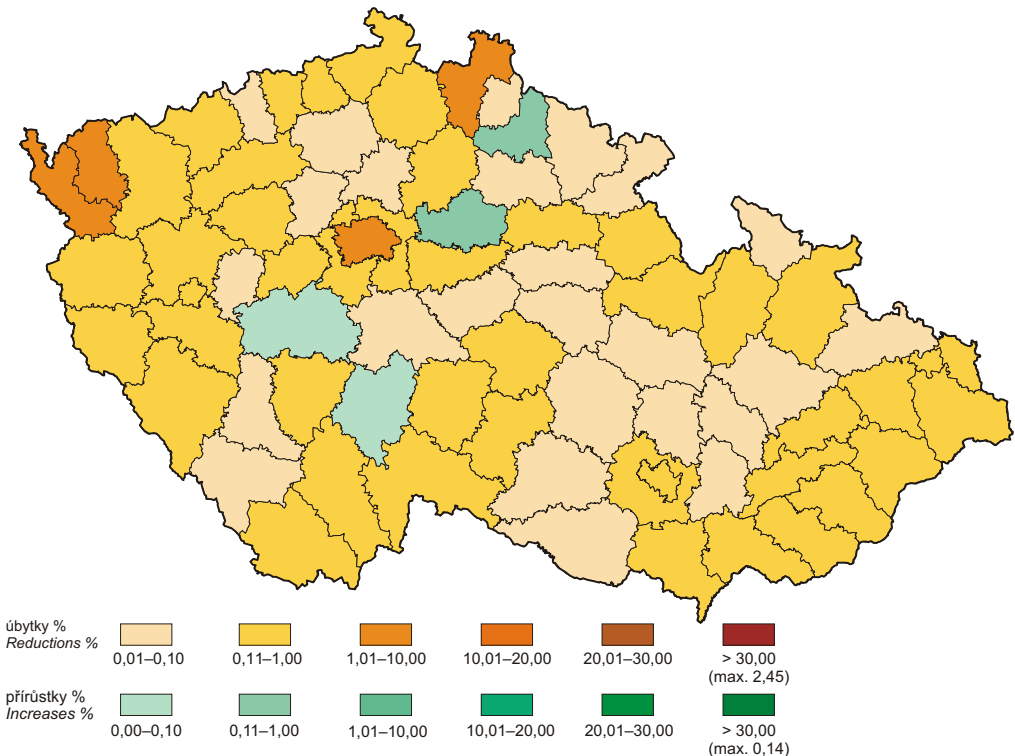 úbytky %
Reductions %
0,01–0,10 0,11–1,00 1,01–10,00 10,01–20,00 20,01–30,00 > 30,00
(max. 2,45)
přírůstky %
Increases %
0,00–0,10 0,11–1,00 1,01–10,00 10,01–20,00 20,01–30,00 > 30,00
(max. 0,14)